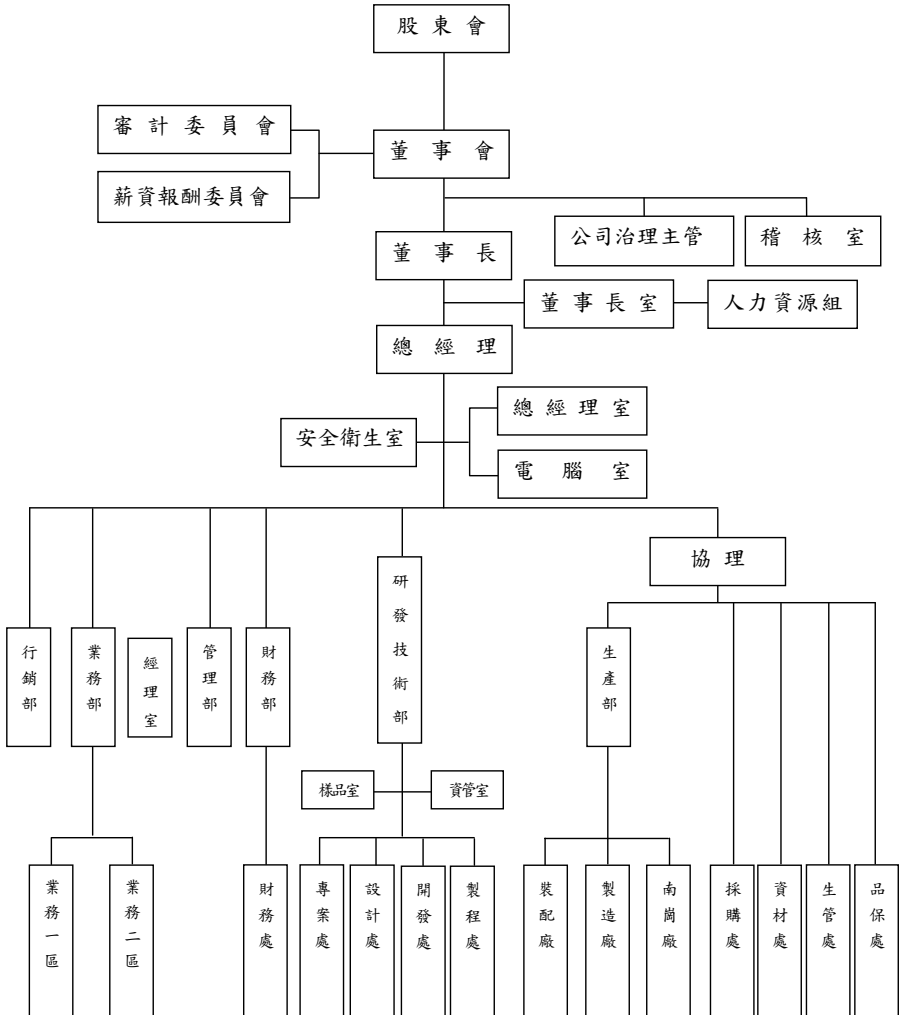 股東會
審計委員會
董事會
薪資報酬委員會
公司治理主管
稽核室
董事長
董事長室
人力資源組
總經理
總經理室
安全衛生室
電腦室
協理
行銷部
業務部
經理室
管理部
財務部
研發技術部
生產部
樣品室
資管室
業務一區
業務二區
財務處
專案處
設計處
開發處
製程處
裝配廠
製造廠
南崗廠
採購處
資材處
生管處
品保處